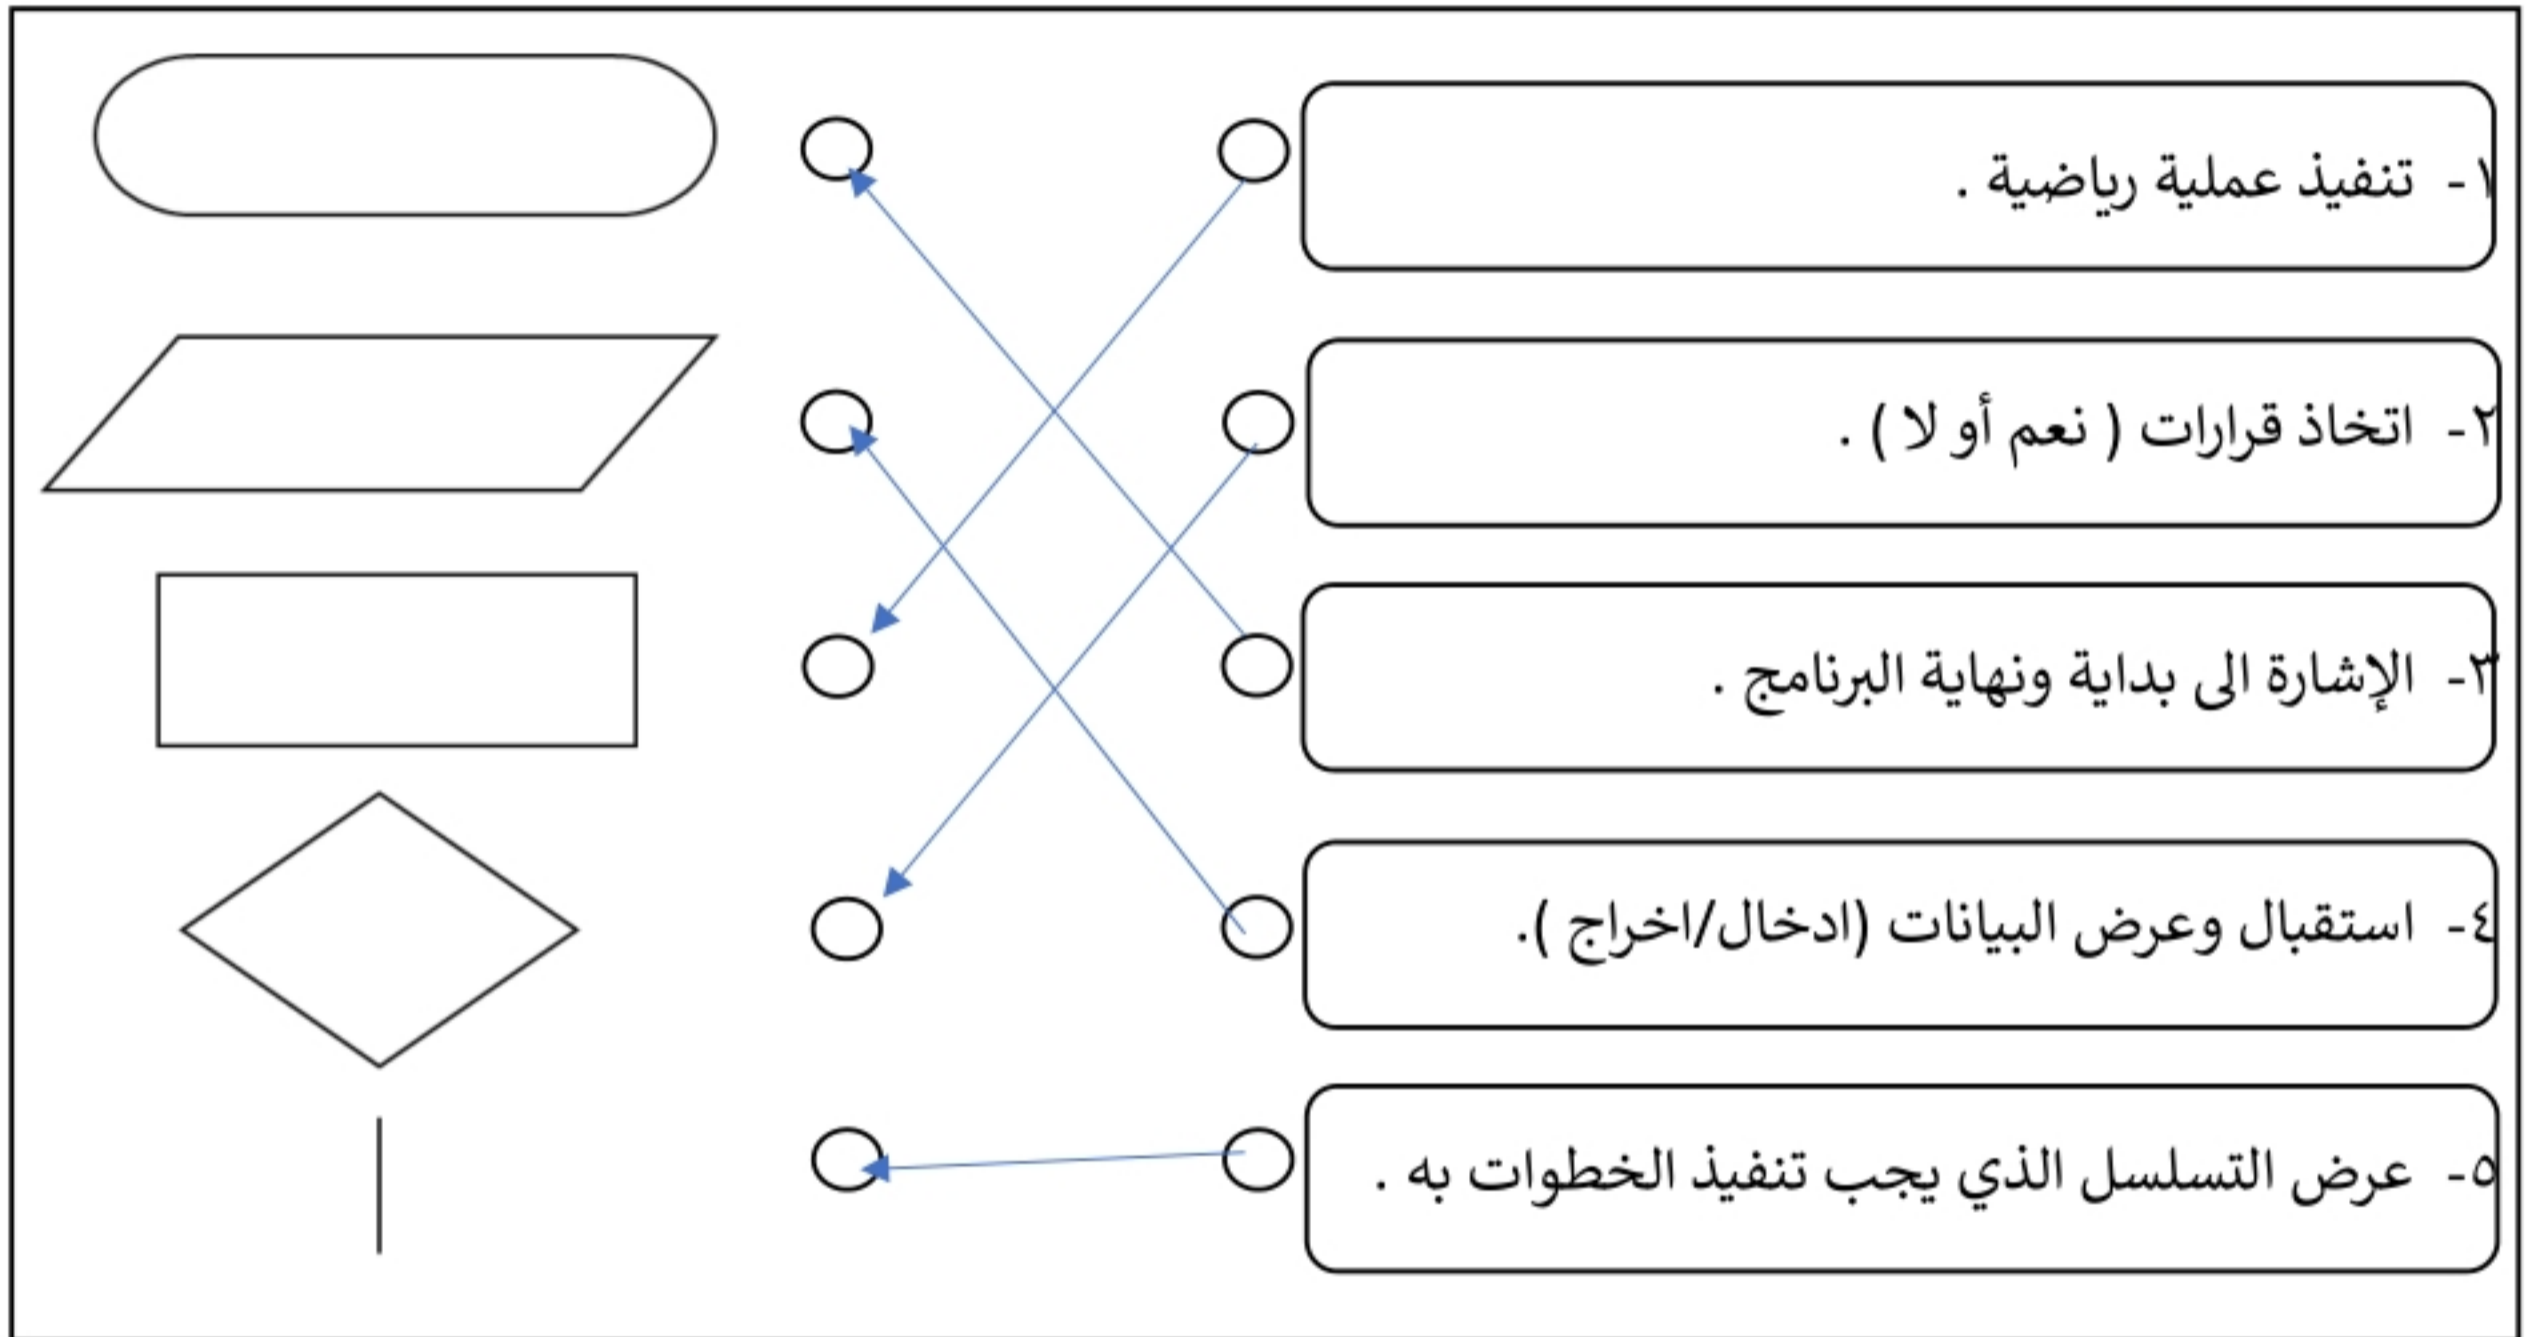 ١- تنفيذ عملية رياضية .
٢- اتخاذ قرارات ( نعم أو لا ) .
٣- الإشارة الى بداية ونهاية البرنامج .
٤- استقبال وعرض البيانات (ادخال/اخراج ).
٥- عرض التسلسل الذي يجب تنفيذ الخطوات به .